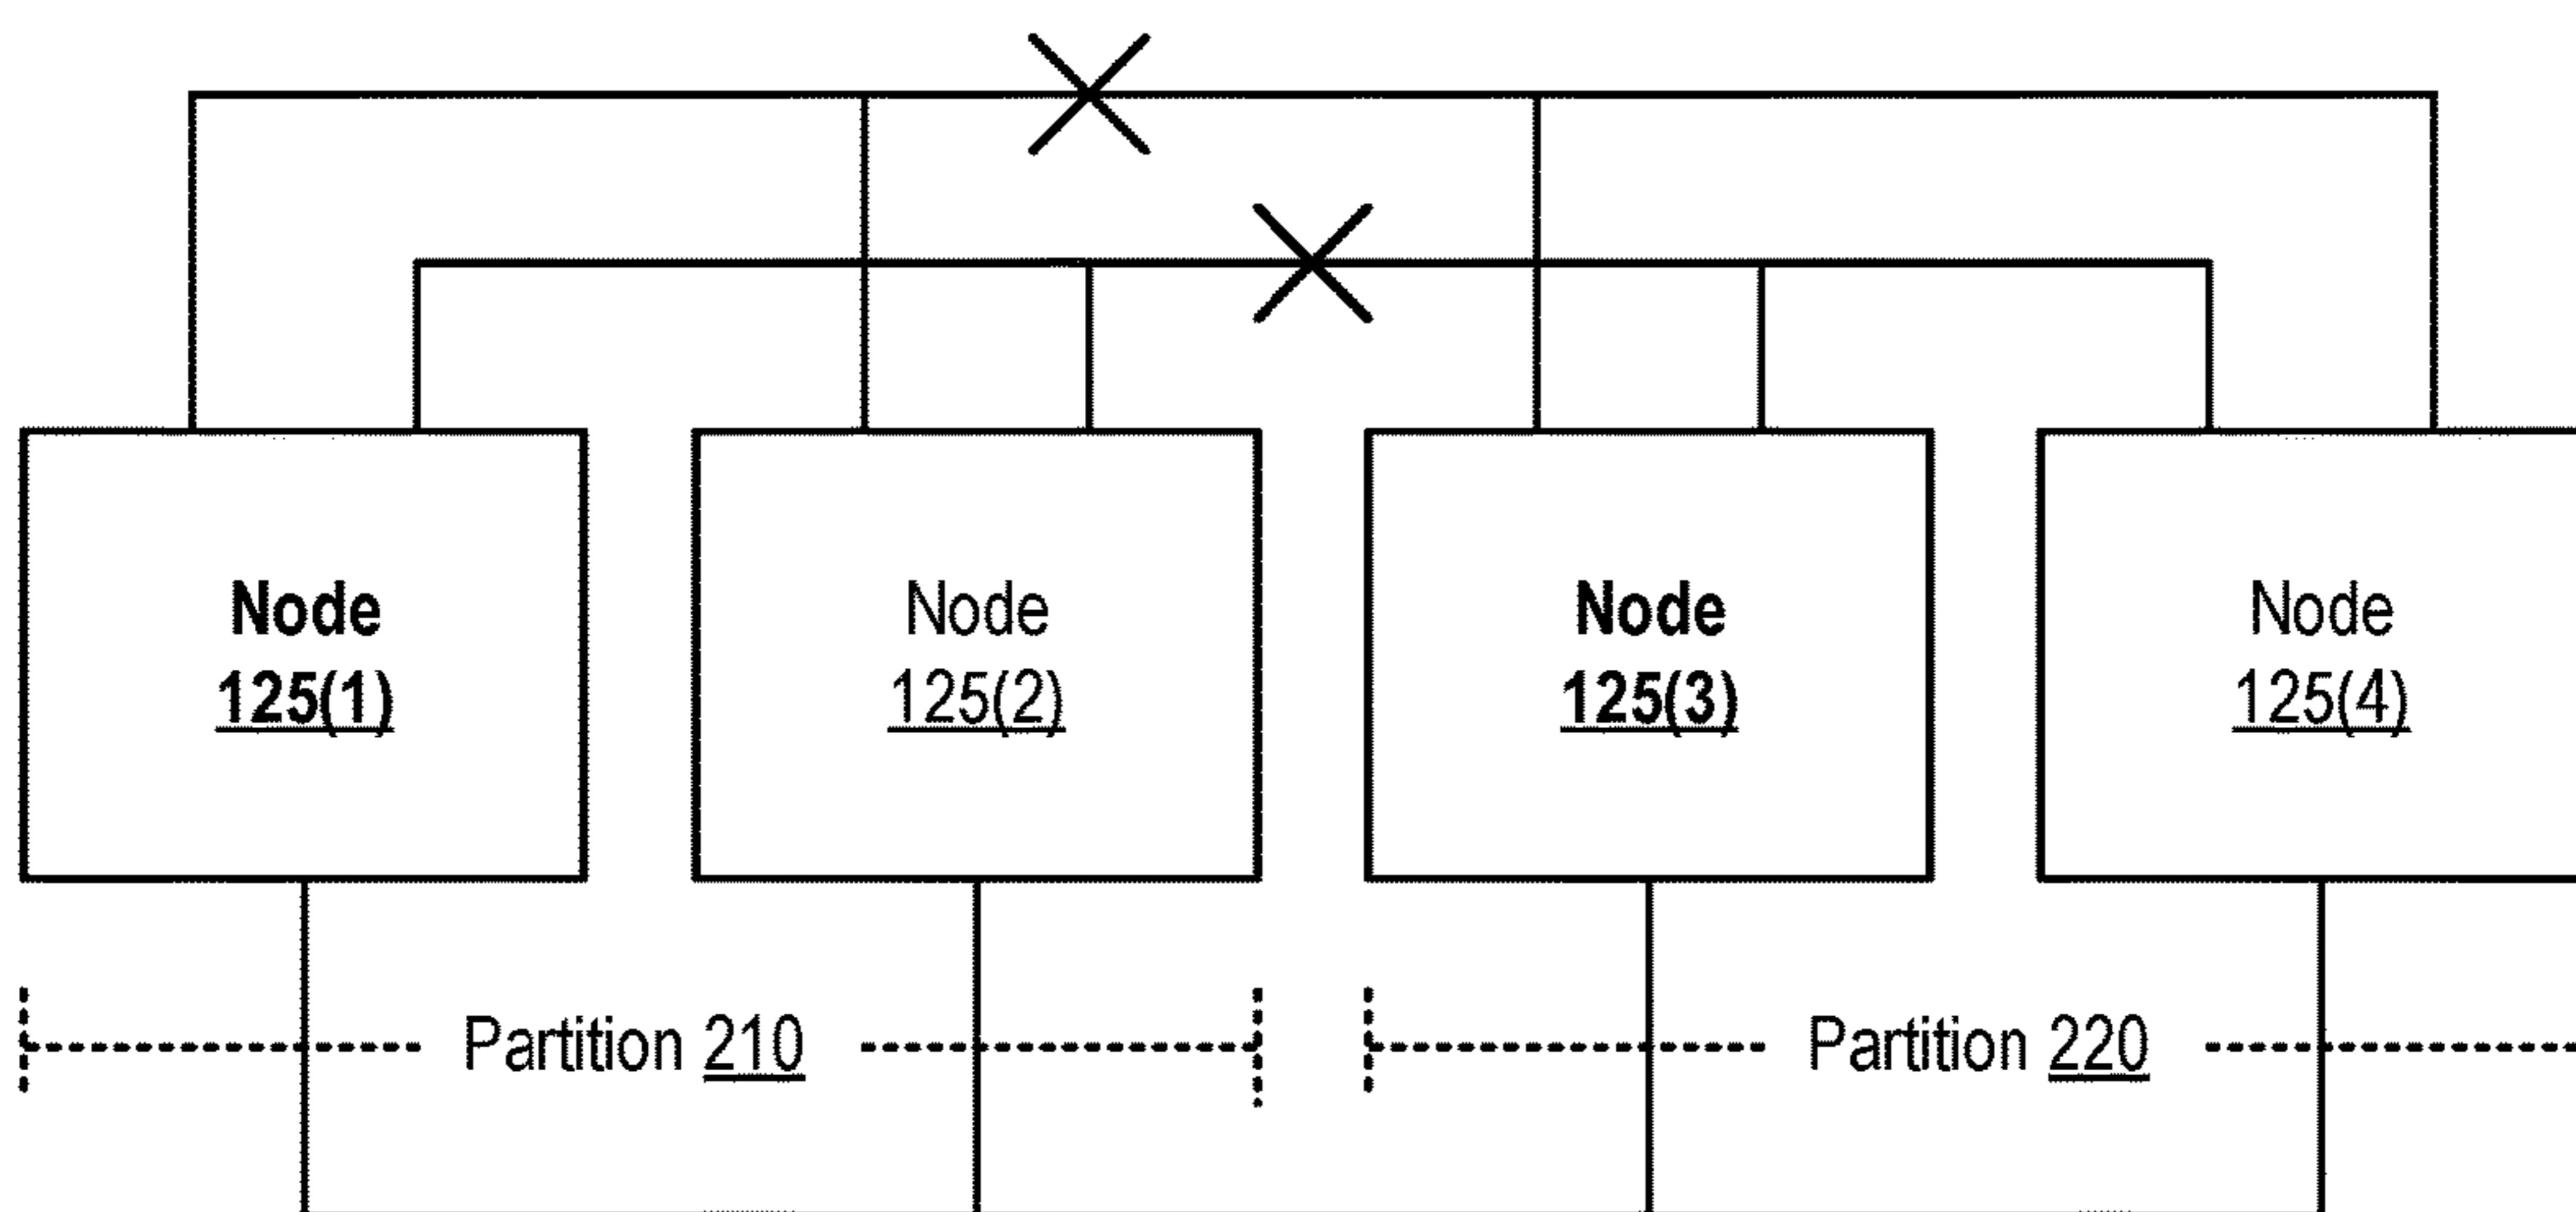 Node
125(1)
Node
125(2)
Node
125(3)
Node
125(4)
Partition 210
Partition 220